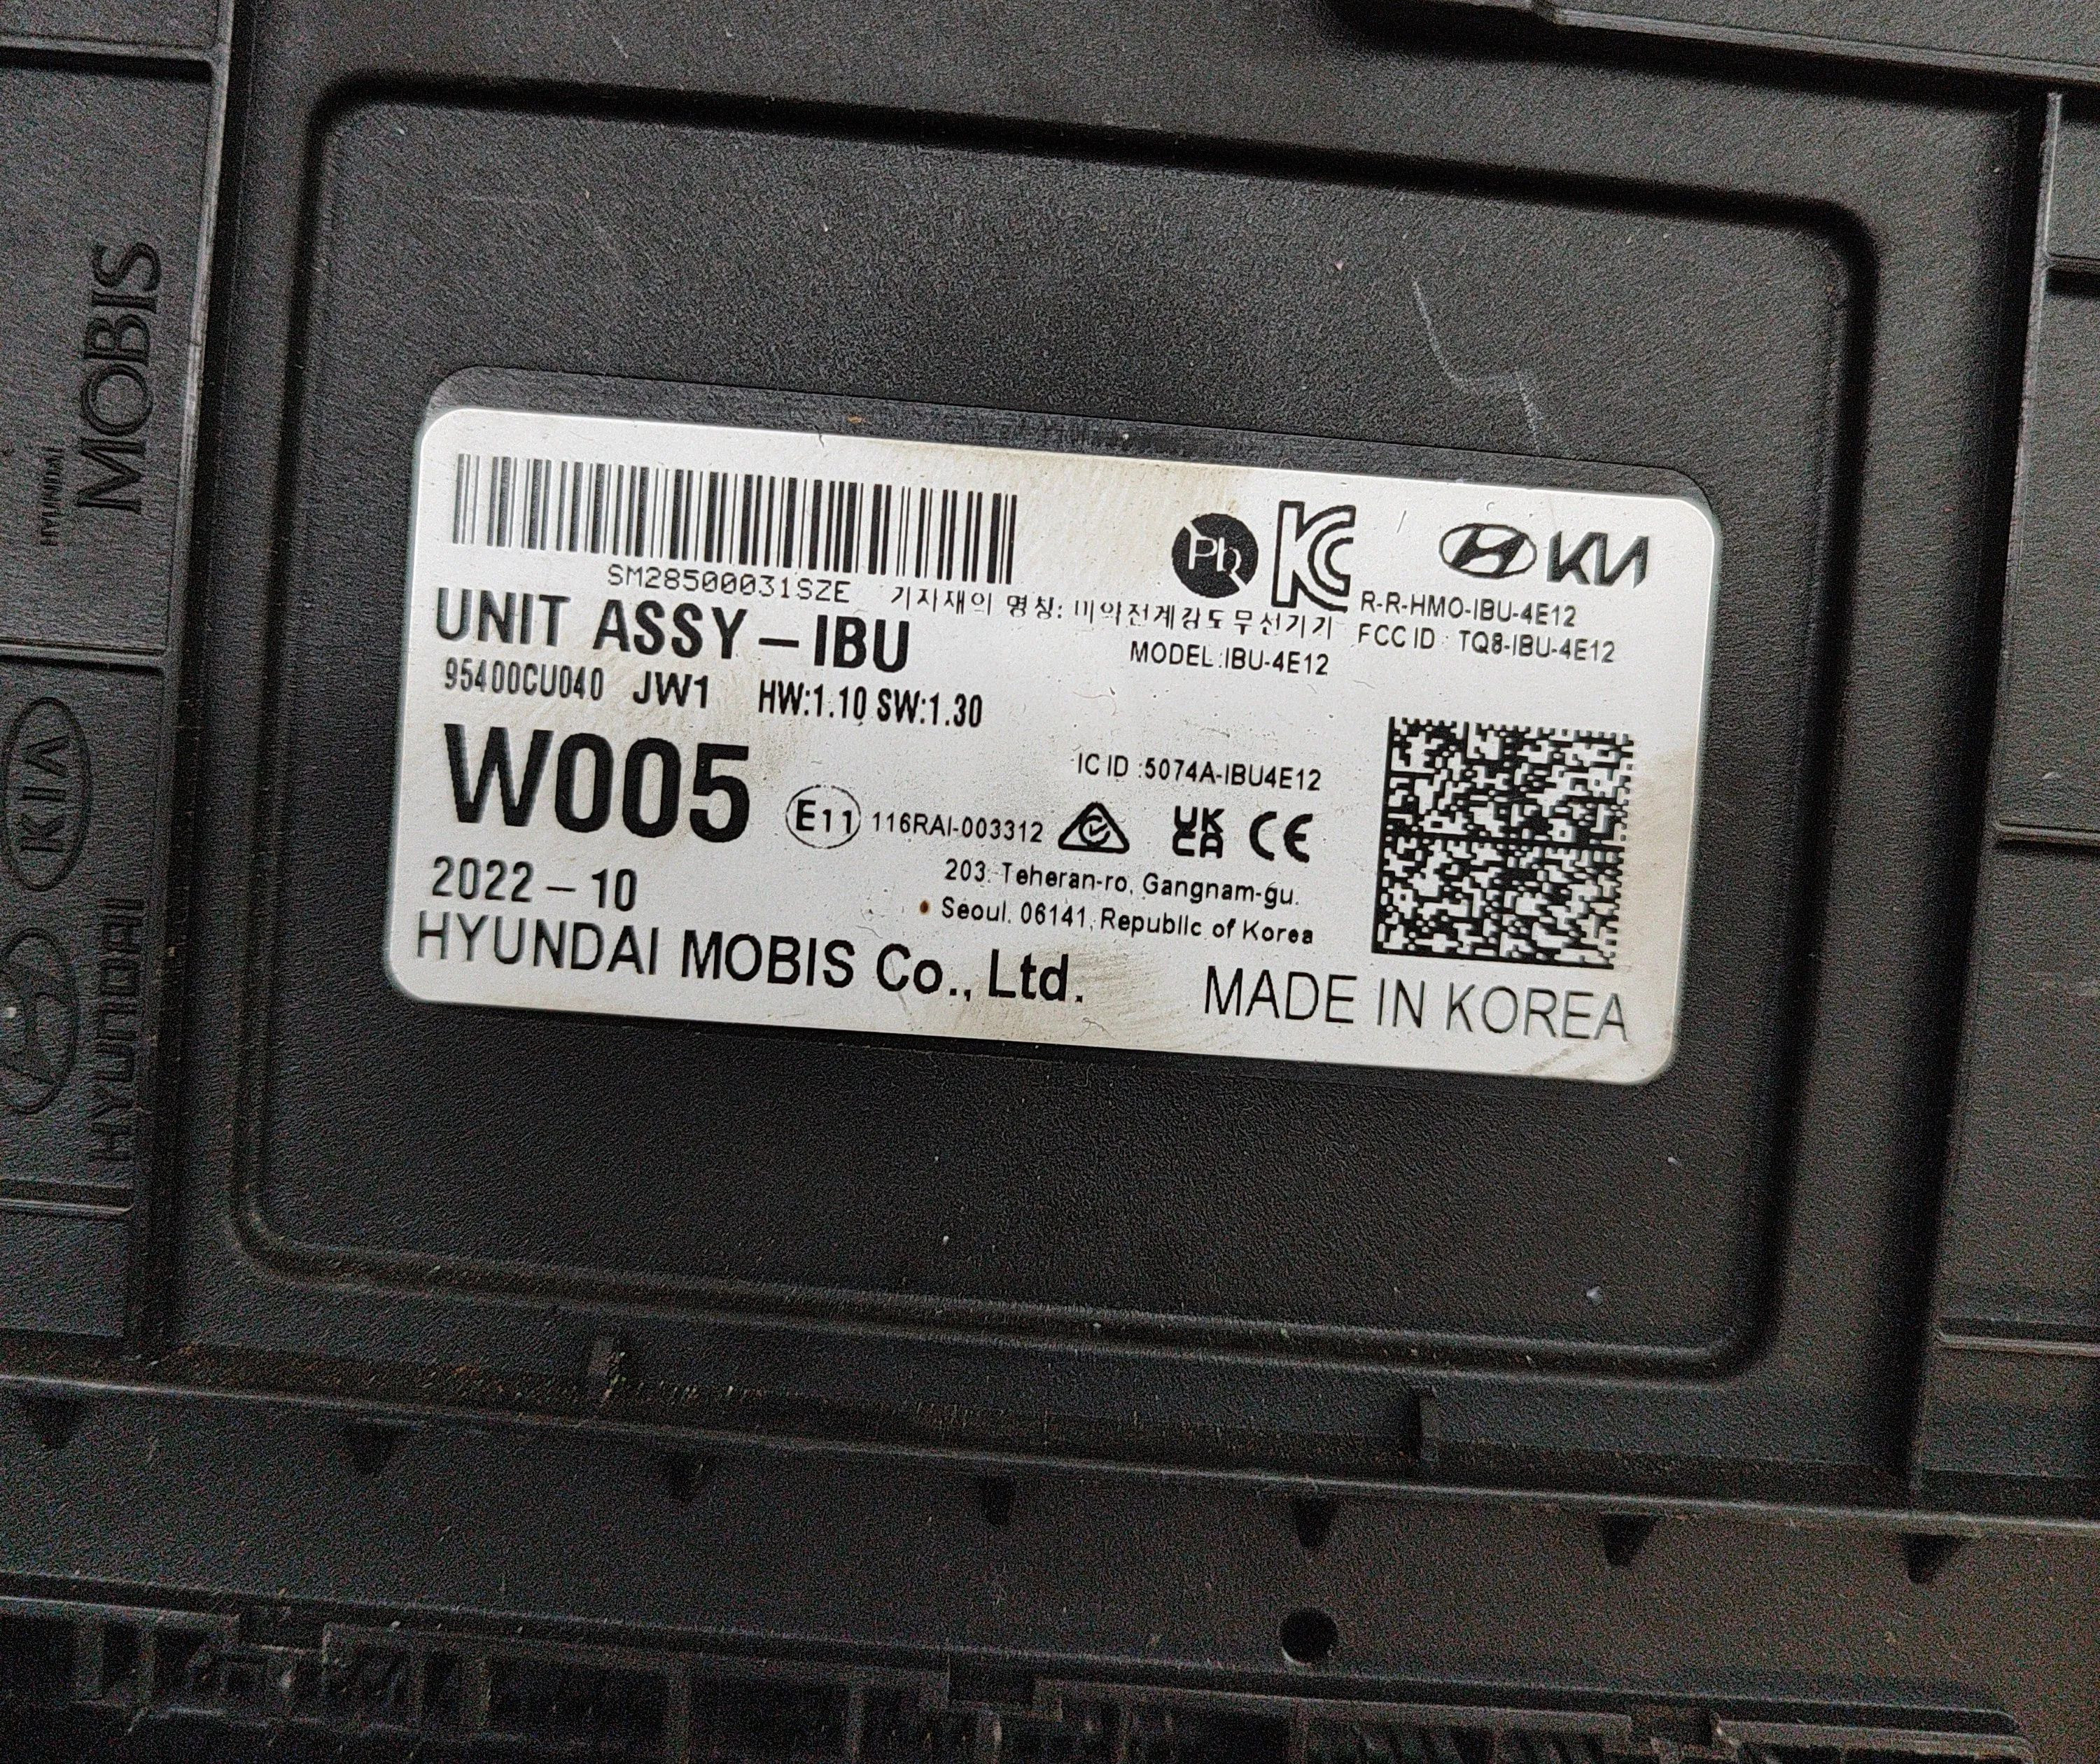 HYUNDAI
MOBIS
KIA
HYUNDAI
SM28500031SZE
Pb
KC
KIA
UNIT ASSY-IBU
기자재의 명칭: 미약전계강도무선기기
R-R-HMO-IBU-4E12
FCC ID : TQ8-IBU-4E12
MODEL:IBU-4E12
95400CU040 JW1 HW:1.10 SW:1.30
W005
IC ID :5074A-IBU4E12
E11 116RAI-003312
UK CA CE
203, Teheran-ro, Gangnam-gu,
Seoul, 06141, Republic of Korea
2022-10
HYUNDAI MOBIS Co., Ltd.
MADE IN KOREA